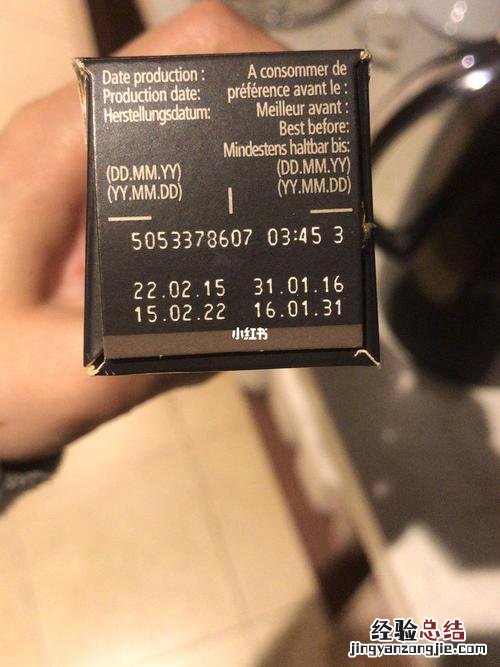 Date production :
Production date:
Herstellungsdatum:
(DD.MM.YY)
(YY.MM.DD)
A consommer de
préférence avant le :
Meilleur avant :
Best before:
Mindestens haltbar bis:
(DD.MM.YY)
(YY.MM.DD)
5053378607 03:45 3
22.02.15 31.01.16
15.02.22 16.01.31
小红书
经验总结
jingyanzongjie.com